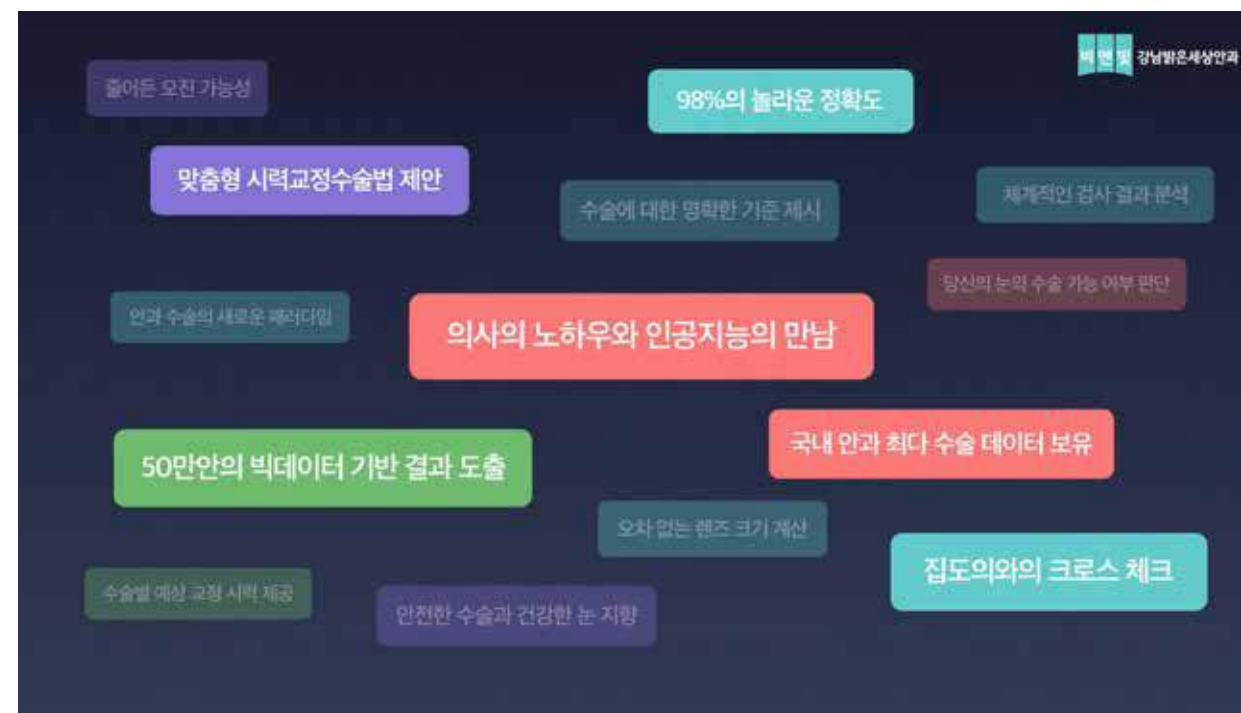 비앤빛 강남밝은세상안과
줄어든 오진 가능성
98%의 놀라운 정확도
맞춤형 시력교정수술법 제안
체계적인 검사 결과 분석
수술에 대한 명확한 기준 제시
당신의 눈의 수술 가능 여부 판단
안과 수술의 새로운 패러다임
의사의 노하우와 인공지능의 만남
국내 안과 최다 수술 데이터 보유
50만안의 빅데이터 기반 결과 도출
오차 없는 렌즈 크기 계산
집도의와의 크로스 체크
수술별 예상 교정 시력 제공
안전한 수술과 건강한 눈 지향